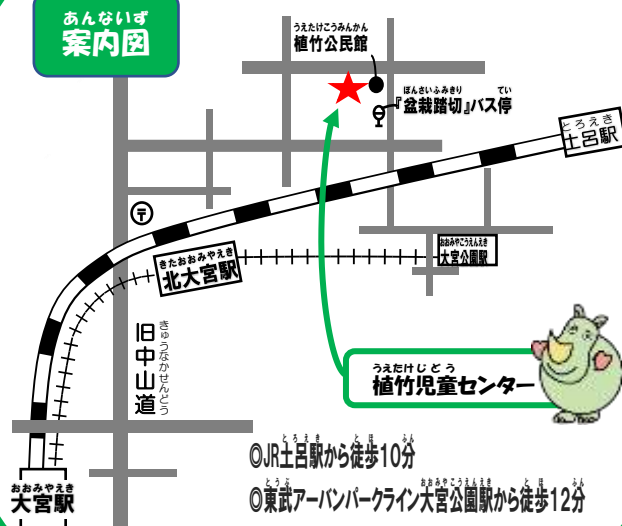 あんないず
案内図
うえたけこうみんかん
植竹公民館
ぼんさいふみきり てい
『盆栽踏切』バス停
とろえき
土呂駅
〒
きたおおみやえき
北大宮駅
おおみやこうえんえき
大宮公園駅
きゅうなかせんどう
旧中山道
うえたけじどう
植竹児童センター
とろえき とほ ふん
◎JR土呂駅から徒歩10分
とうぶ おおみやこうえんえき とほ ふん
◎東武アーバンパークライン大宮公園駅から徒歩12分
おおみやえき
大宮駅